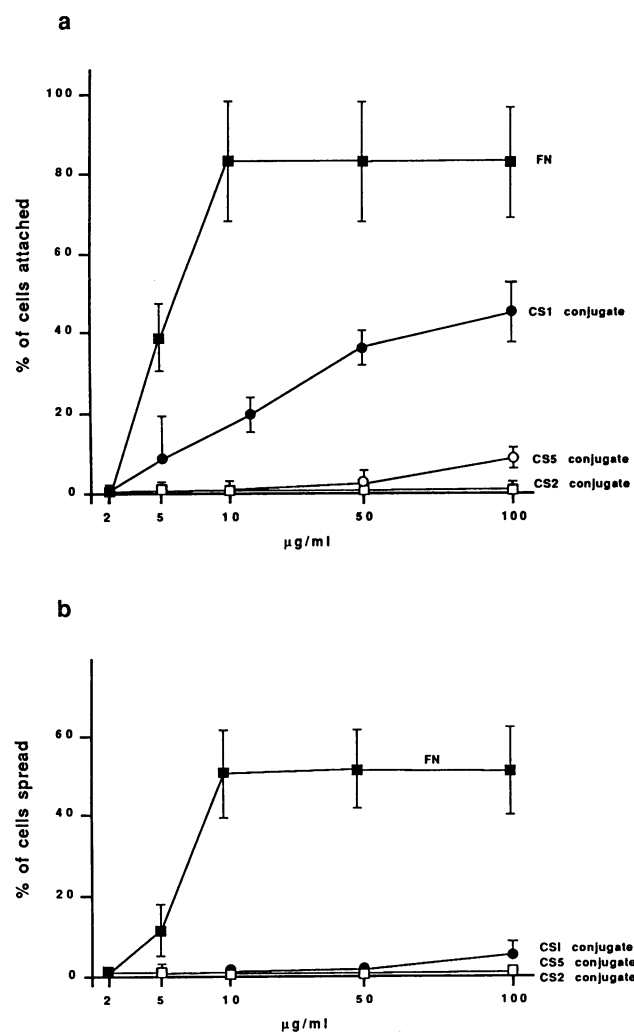 a
% of cells attached
100
80
60
40
20
0
FN
CS1 conjugate
CS5 conjugate
CS2 conjugate
2 5 10 50 100
µg/ml
b
% of cells spread
60
40
20
0
FN
CSI conjugate
CS5 conjugate
CS2 conjugate
2 5 10 50 100
µg/ml